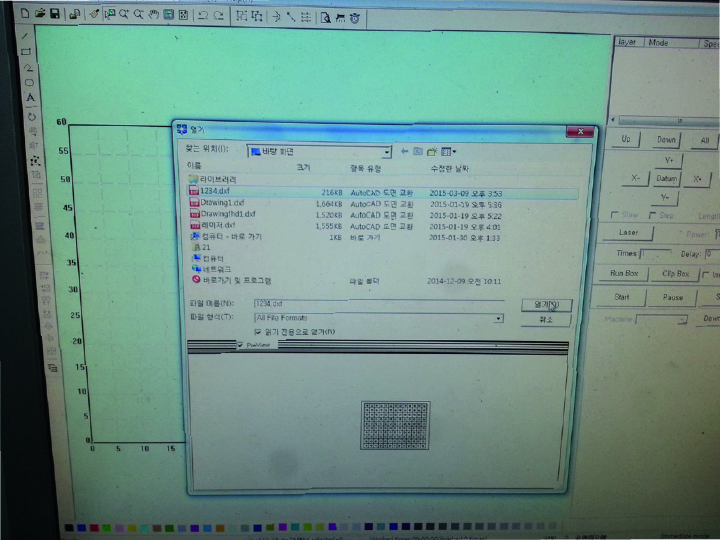 layer Mode
열기
찾는 위치(I): 바탕 화면
이름 크기 항목 유형 수정한 날짜
라이브러리
1234.dxf 216KB AutoCAD 도면 교환 2015-03-09 오후 3:53
Drawing1.dxf 1,664KB AutoCAD 도면 교환 2015-01-19 오후 5:36
Drawing1hd1.dxf 1,520KB AutoCAD 도면 교환 2015-01-19 오후 5:22
레이저.dxf 1,555KB AutoCAD 도면 교환 2015-01-19 오후 4:01
컴퓨터 - 바로 가기 1KB 바로 가기 2015-01-30 오후 1:33
21
컴퓨터
네트워크
바로가기 및 프로그램 파일 폴더 2014-12-09 오전 10:11
파일 이름(N): 1234.dxf 열기(O)
파일 형식(T): All File Formats 취소
읽기 전용으로 열기(R)
PreView
60
55
50
45
40
35
30
25
20
15
10
5
0
0 5 10 15
Up Down All
Y+
X- Datum X+
Y-
Slow Step Length
Laser Power:
Times: Delay:
Run Box Clip Box
Start Pause
Machine: Down